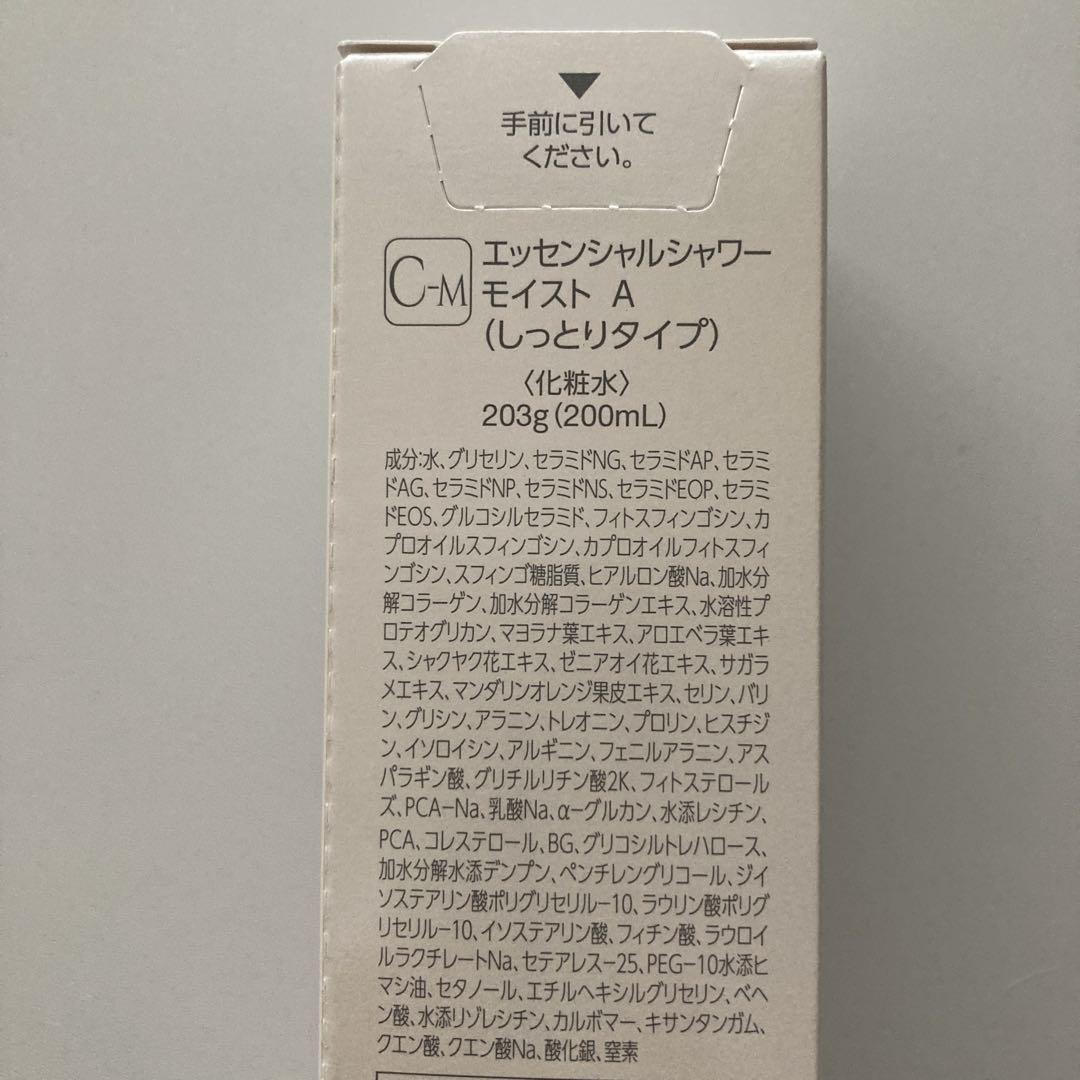 手前に引いて
ください。
C-M
エッセンシャルシャワー
モイスト A
(しっとりタイプ)
〈化粧水〉
203g(200mL)
成分:水、グリセリン、セラミドNG、セラミドAP、セラミ
ドAG、セラミドNP、セラミドNS、セラミドEOP、セラミ
ドEOS、グルコシルセラミド、フィトスフィンゴシン、カ
プロオイルスフィンゴシン、カプロオイルフィトスフィ
ンゴシン、スフィンゴ糖脂質、ヒアルロン酸Na、加水分
解コラーゲン、加水分解コラーゲンエキス、水溶性プ
ロテオグリカン、マヨラナ葉エキス、アロエベラ葉エキ
ス、シャクヤク花エキス、ゼニアオイ花エキス、サガラ
メエキス、マンダリンオレンジ果皮エキス、セリン、バリ
ン、グリシン、アラニン、トレオニン、プロリン、ヒスチジ
ン、イソロイシン、アルギニン、フェニルアラニン、アス
パラギン酸、グリチルリチン酸2K、フィトステロール
ズ、PCA-Na、乳酸Na、α-グルカン、水添レシチン、
PCA、コレステロール、BG、グリコシルトレハロース、
加水分解水添デンプン、ペンチレングリコール、ジイ
ソステアリン酸ポリグリセリル-10、ラウリン酸ポリグ
リセリル-10、イソステアリン酸、フィチン酸、ラウロイ
ルラクチレートNa、セテアレス-25、PEG-10水添ヒ
マシ油、セタノール、エチルヘキシルグリセリン、ベヘ
ン酸、水添リゾレシチン、カルボマー、キサンタンガム、
クエン酸、クエン酸Na、酸化銀、窒素